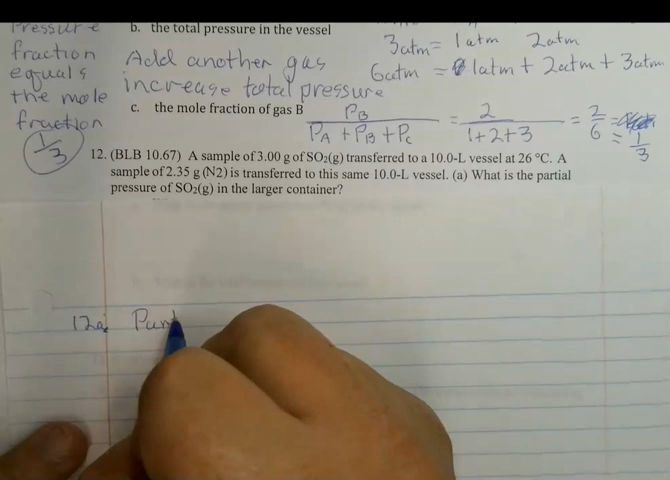 Pressure
fraction
equals
the mole
fraction
1/3
b. the total pressure in the vessel
3atm = 1atm 2atm
Add another gas
increase total pressure
6atm = 1atm + 2atm + 3atm
c. the mole fraction of gas B
PB / PA + PB + PC = 2 / 1+2+3 = 2/6 = 1/3
12. (BLB 10.67) A sample of 3.00 g of SO2(g) transferred to a 10.0-L vessel at 26 °C. A
sample of 2.35 g (N2) is transferred to this same 10.0-L vessel. (a) What is the partial
pressure of SO2(g) in the larger container?
12a. Part